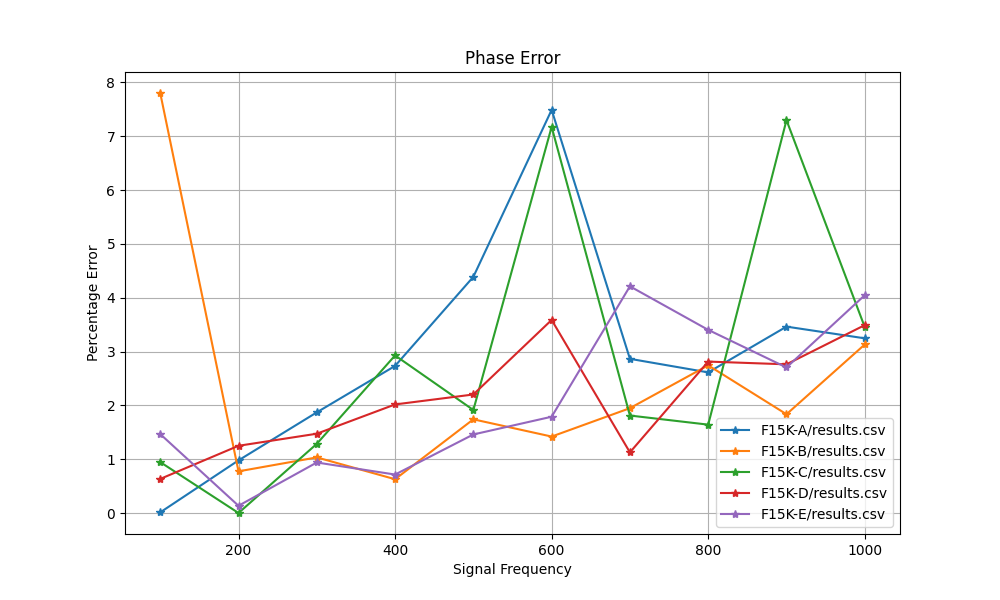 Phase Error
Percentage Error
8
7
6
5
4
3
2
1
0
200 400 600 800 1000
Signal Frequency
F15K-A/results.csv
F15K-B/results.csv
F15K-C/results.csv
F15K-D/results.csv
F15K-E/results.csv